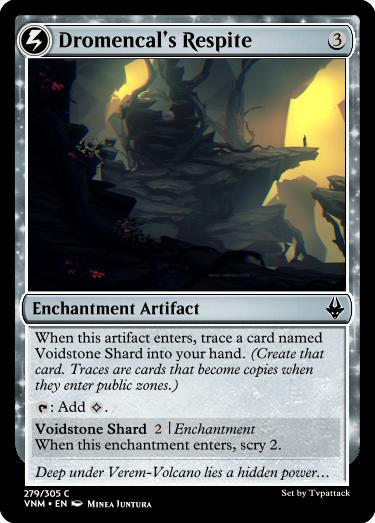 Dromencal's Respite 3
Enchantment Artifact
When this artifact enters, trace a card named
Voidstone Shard into your hand. (Create that
card. Traces are cards that become copies when
they enter public zones.)
: Add .
Voidstone Shard 2 | Enchantment
When this enchantment enters, scry 2.
Deep under Verem-Volcano lies a hidden power…
279/305 C
Set by Tvpattack
VNM • EN Minea Juntura